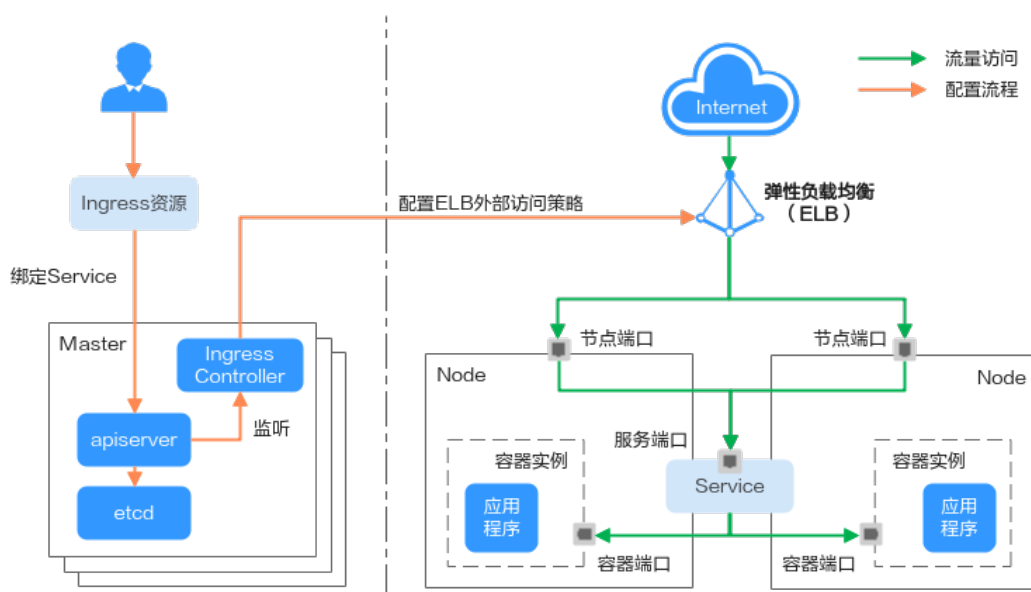 Internet
流量访问
配置流程
Ingress资源
配置ELB外部访问策略
弹性负载均衡
（ELB）
绑定Service
Master
Ingress
Controller
apiserver
监听
etcd
节点端口
节点端口
Node
Node
服务端口
容器实例
容器实例
Service
应用
程序
应用
程序
容器端口
容器端口